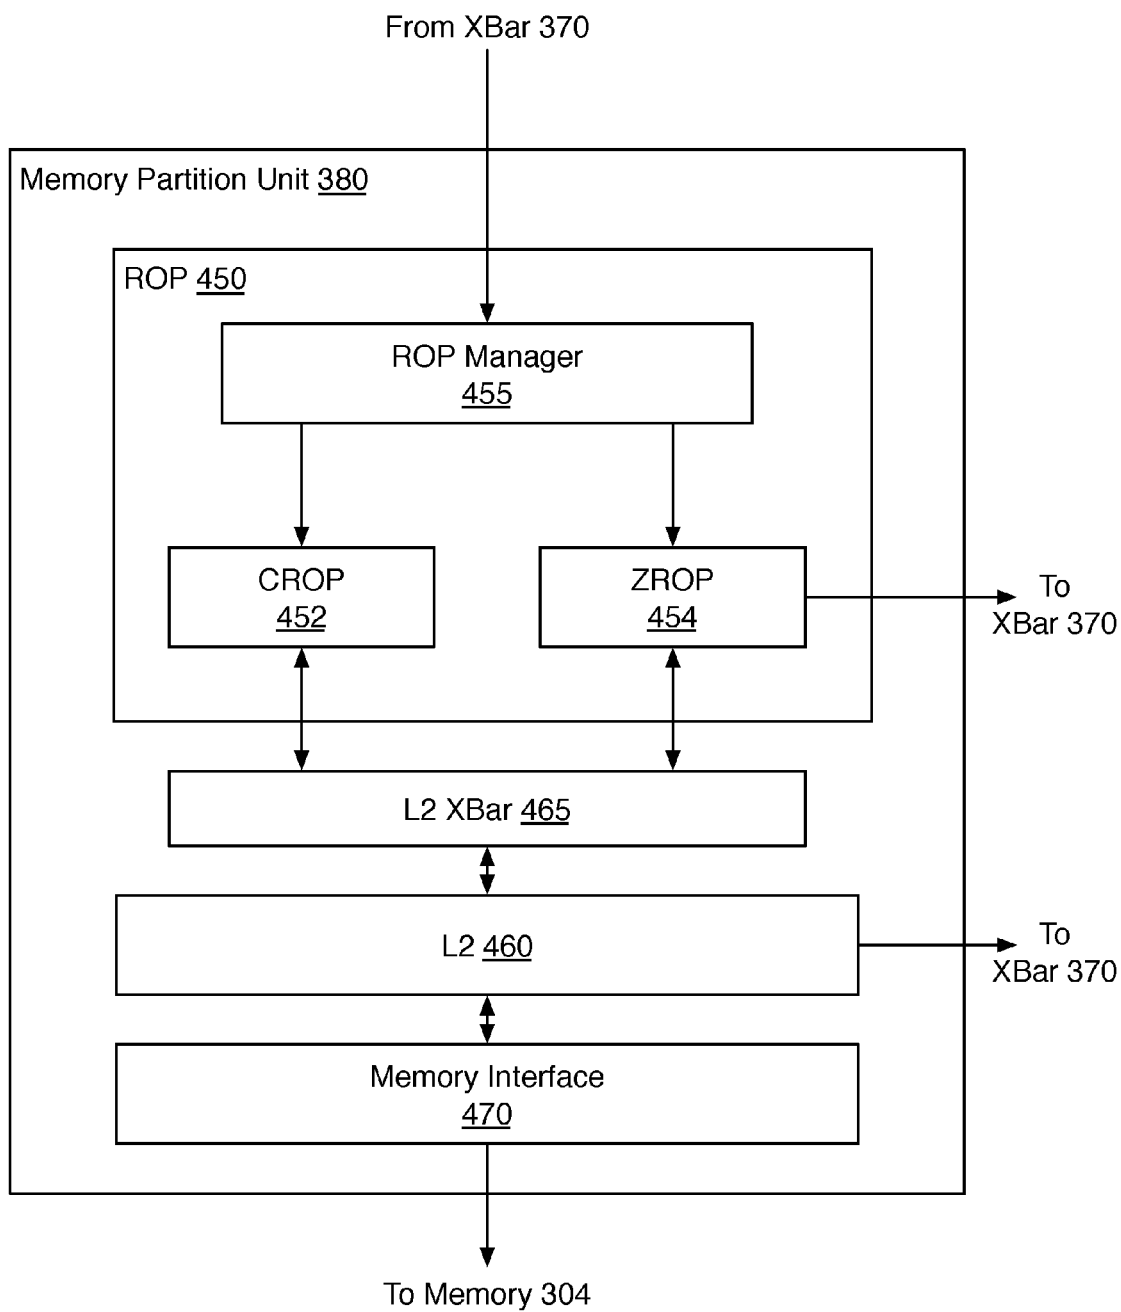 From XBar 370
Memory Partition Unit 380
ROP 450
ROP Manager
455
CROP
452
ZROP
454
To
XBar 370
L2 XBar 465
L2 460
To
XBar 370
Memory Interface
470
To Memory 304